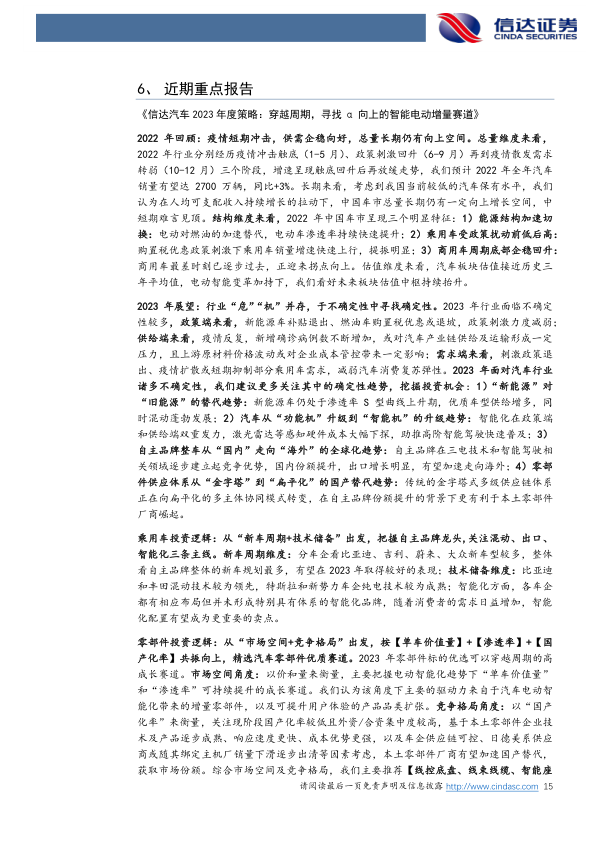 信达证券
CINDA SECURITIES
6、 近期重点报告
《信达汽车 2023 年度策略：穿越周期，寻找 α 向上的智能电动增量赛道》
2022 年回顾：疫情短期冲击，供需企稳向好，总量长期仍有向上空间。总量维度来看，
2022 年行业分别经历疫情冲击触底（1-5 月）、政策刺激回升（6-9 月）再到疫情散发需求
转弱（10-12 月）三个阶段，增速呈现触底回升后再放缓走势，我们预计 2022 年全年汽车
销量有望达 2700 万辆，同比+3%。长期来看，考虑到我国当前较低的汽车保有水平，我们
认为在人均可支配收入持续增长的拉动下，中国车市总量长期仍有一定向上增长空间，中
短期难言见顶。结构维度来看，2022 年中国车市呈现三个明显特征：1）能源结构加速切
换：电动对燃油的加速替代，电动车渗透率持续快速提升；2）乘用车受政策扰动前低后高：
购置税优惠政策刺激下乘用车销量增速快速上行，提振明显；3）商用车周期底部企稳回升：
商用车最差时刻已逐步过去，正迎来拐点向上。估值维度来看，汽车板块估值接近历史三
年平均值，电动智能变革加持下，我们看好未来板块估值中枢持续抬升。
2023 年展望：行业“危”“机”并存，于不确定性中寻找确定性。2023 年行业面临不确定
性较多，政策端来看，新能源车补贴退出、燃油车购置税优惠或退坡，政策刺激力度减弱；
供给端来看，疫情反复，新增确诊病例数不断增加，或对汽车产业链供给及运输形成一定
压力，且上游原材料价格波动或对企业成本管控带来一定影响；需求端来看，刺激政策退
出、疫情扩散或短期抑制部分乘用车需求，减弱汽车消费复苏弹性。2023 年面对汽车行业
诸多不确定性，我们建议更多关注其中的确定性趋势，挖掘投资机会：1）“新能源”对
“旧能源”的替代趋势：新能源车仍处于渗透率 S 型曲线上升期，优质车型供给增多，同
时混动蓬勃发展；2）汽车从“功能机”升级到“智能机”的升级趋势：智能化在政策端
和供给端双重发力，激光雷达等感知硬件成本大幅下探，助推高阶智能驾驶快速普及；3）
自主品牌整车从“国内”走向“海外”的全球化趋势：自主品牌在三电技术和智能驾驶相
关领域逐步建立起竞争优势，国内份额提升，出口增长明显，有望加速走向海外；4）零部
件供应体系从“金字塔”到“扁平化”的国产替代趋势：传统的金字塔式多级供应链体系
正在向扁平化的多主体协同模式转变，在自主品牌份额提升的背景下更有利于本土零部件
厂商崛起。
乘用车投资逻辑：从“新车周期+技术储备”出发，把握自主品牌龙头，关注混动、出口、
智能化三条主线。新车周期维度：分车企看比亚迪、吉利、蔚来、大众新车型较多，整体
看自主品牌整体的新车规划最多，有望在 2023 年取得较好的表现；技术储备维度：比亚迪
和丰田混动技术较为领先，特斯拉和新势力车企纯电技术较为成熟；智能化方面，各车企
都有相应布局但并未形成特别具有体系的智能化品牌，随着消费者的需求日益增加，智能
化配置有望成为更重要的卖点。
零部件投资逻辑：从“市场空间+竞争格局”出发，按【单车价值量】+【渗透率】+【国
产化率】共振向上，精选汽车零部件优质赛道。2023 年零部件标的优选可以穿越周期的高
成长赛道。市场空间角度：以价和量来衡量，主要把握电动智能化趋势下“单车价值量”
和“渗透率”可持续提升的成长赛道。我们认为该角度下主要的驱动力来自于汽车电动智
能化带来的增量零部件，以及可提升用户体验的产品品类扩张。竞争格局角度：以“国产
化率”来衡量，关注现阶段国产化率较低且外资/合资集中度较高，基于本土零部件企业技
术及产品逐步成熟、响应速度更快、成本优势更强，以及车企供应链可控、日德美系供应
商或随其绑定主机厂销量下滑逐步出清等因素考虑，本土零部件厂商有望加速国产替代，
获取市场份额。综合市场空间及竞争格局，我们主要推荐【线控底盘、线束线缆、智能座
请阅读最后一页免责声明及信息披露 http://www.cindasc.com 15